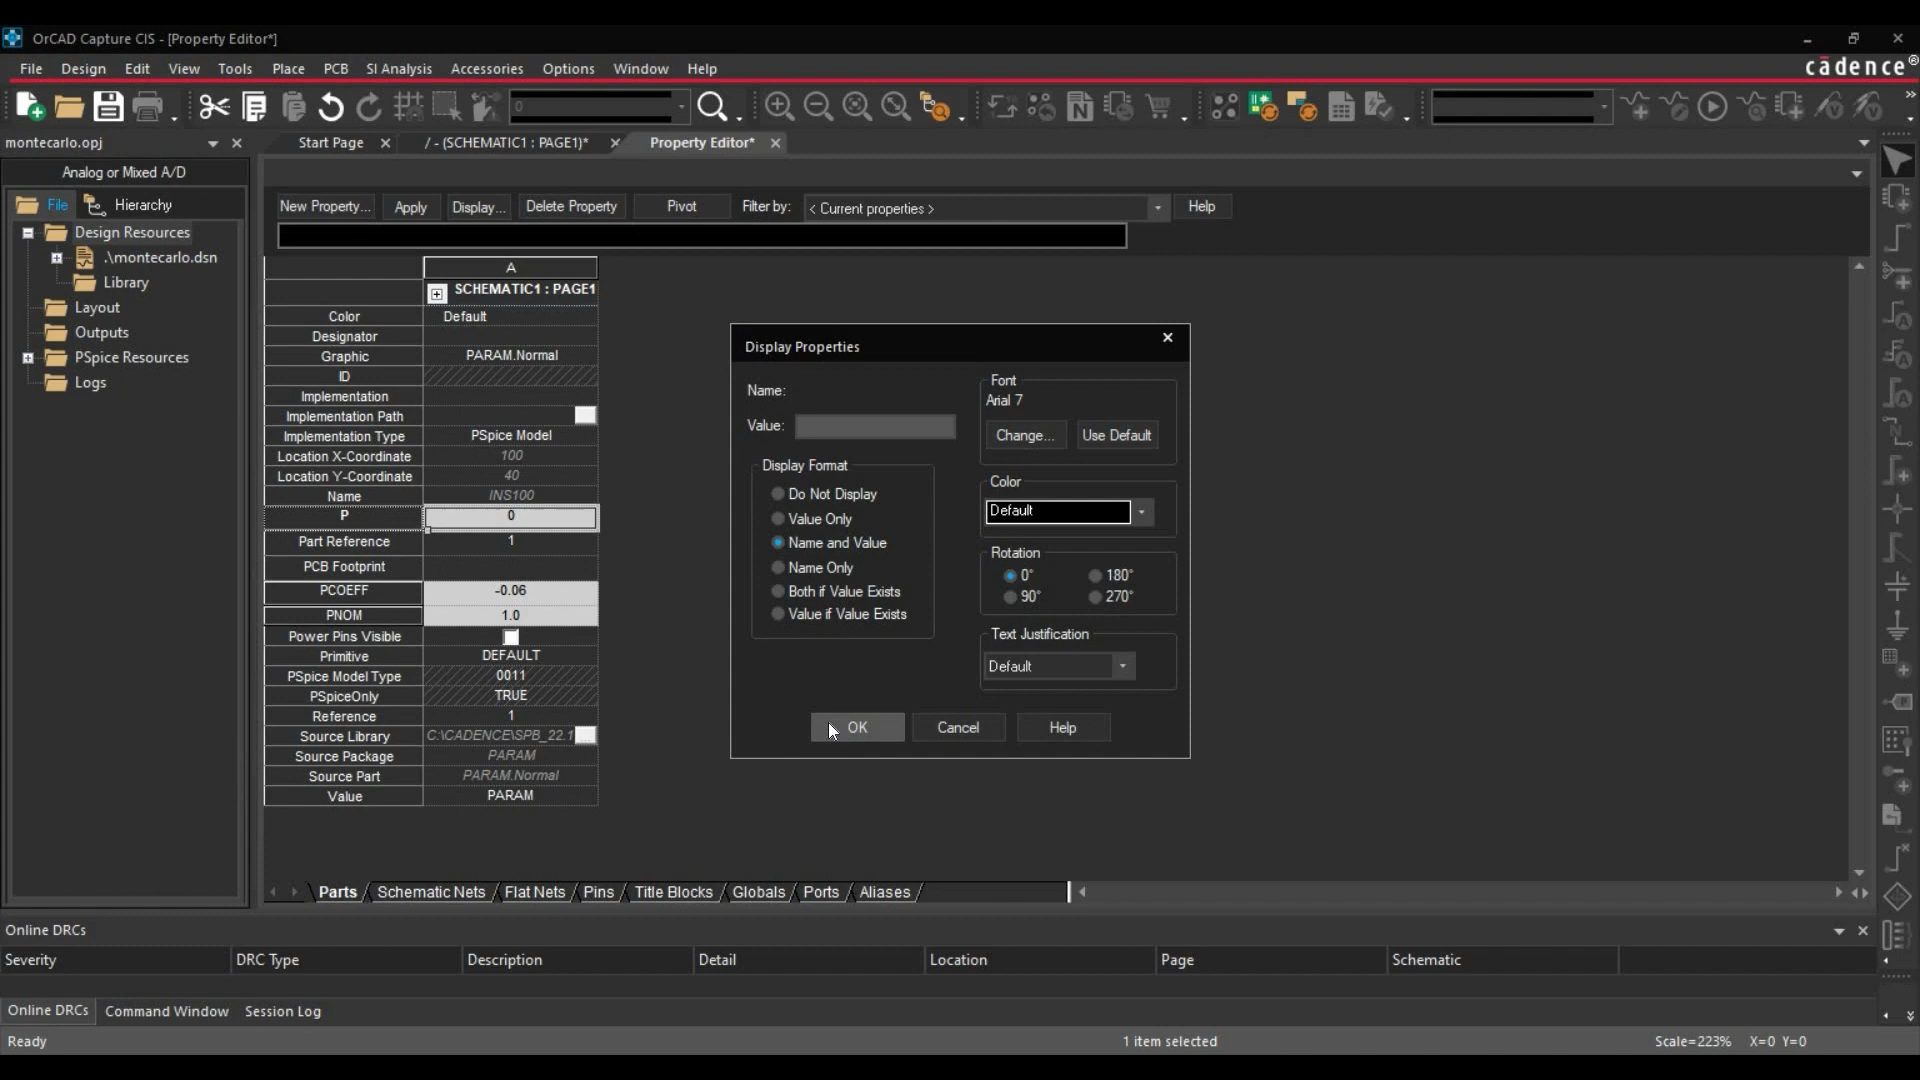 OrCAD Capture CIS - [Property Editor*]
File Design Edit View Tools Place PCB SI Analysis Accessories Options Window Help
cādence®
0
montecarlo.opj
Start Page
/ - (SCHEMATIC1 : PAGE1)*
Property Editor*
Analog or Mixed A/D
File Hierarchy
Design Resources
.\montecarlo.dsn
Library
Layout
Outputs
PSpice Resources
Logs
New Property... Apply Display... Delete Property Pivot Filter by: < Current properties > Help
A
SCHEMATIC1 : PAGE1
Color Default
Designator
Graphic PARAM.Normal
ID
Implementation
Implementation Path
Implementation Type PSpice Model
Location X-Coordinate 100
Location Y-Coordinate 40
Name INS100
P 0
Part Reference 1
PCB Footprint
PCOEFF -0.06
PNOM 1.0
Power Pins Visible
Primitive DEFAULT
PSpice Model Type 0011
PSpiceOnly TRUE
Reference 1
Source Library C:\CADENCE\SPB_22.1
Source Package PARAM
Source Part PARAM.Normal
Value PARAM
Display Properties
Name:
Value:
Display Format
Do Not Display
Value Only
Name and Value
Name Only
Both if Value Exists
Value if Value Exists
Font
Arial 7
Change... Use Default
Color
Default
Rotation
0° 180°
90° 270°
Text Justification
Default
OK Cancel Help
Parts Schematic Nets Flat Nets Pins Title Blocks Globals Ports Aliases
Online DRCs
Severity DRC Type Description Detail Location Page Schematic
Online DRCs Command Window Session Log
Ready 1 item selected Scale=223% X=0 Y=0